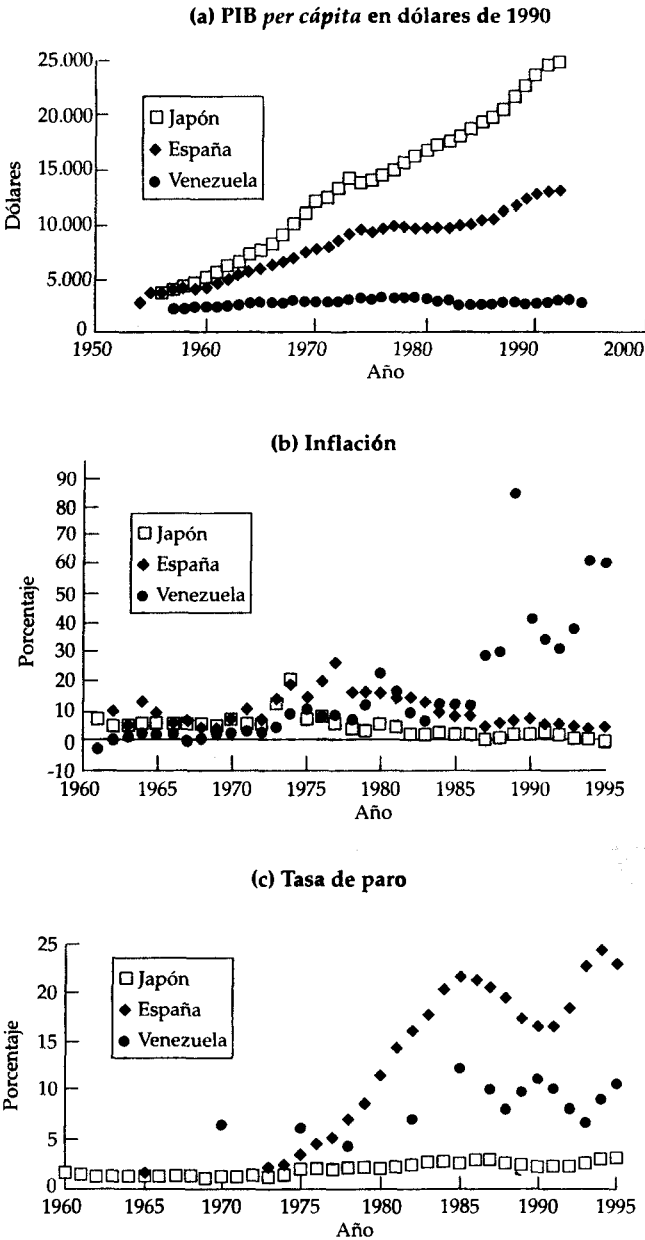 (a) PIB per cápita en dólares de 1990
25.000
20.000
15.000
10.000
5.000
0
Dólares
Japón
España
Venezuela
1950 1960 1970 1980 1990 2000
Año
(b) Inflación
90
80
70
60
50
40
30
20
10
0
-10
Porcentaje
Japón
España
Venezuela
1960 1965 1970 1975 1980 1985 1990 1995
Año
(c) Tasa de paro
25
20
15
10
5
0
Porcentaje
Japón
España
Venezuela
1960 1965 1970 1975 1980 1985 1990 1995
Año